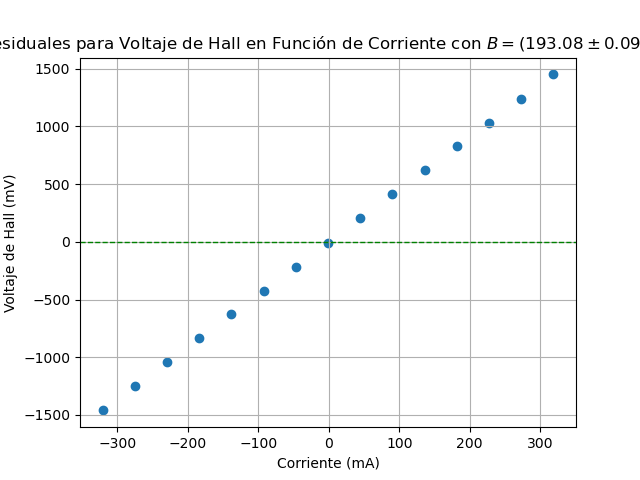 esiduales para Voltaje de Hall en Función de Corriente con B = (193.08 ± 0.09
1500
1000
500
0
−500
−1000
−1500
Voltaje de Hall (mV)
−300 −200 −100 0 100 200 300
Corriente (mA)